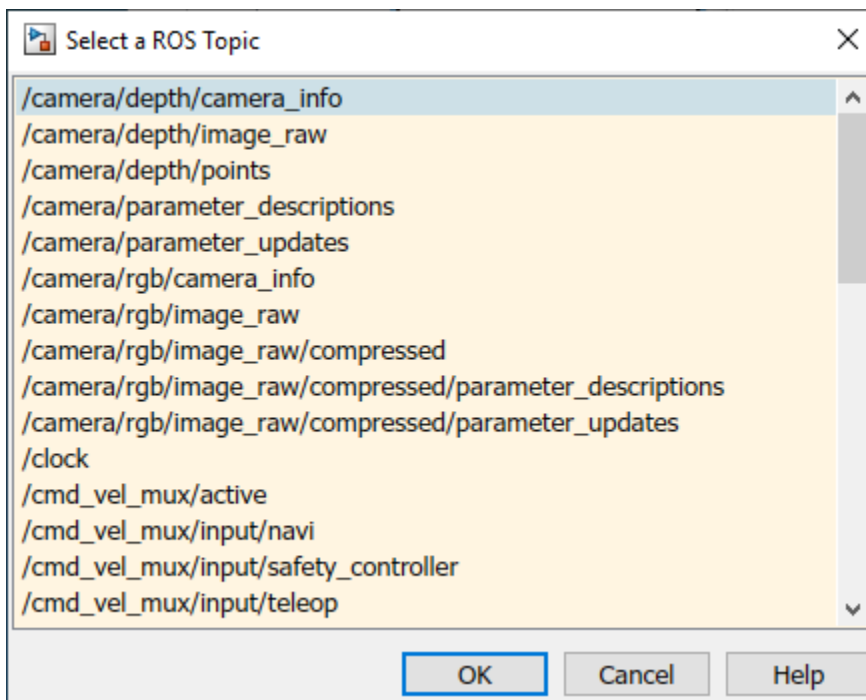 Select a ROS Topic
/camera/depth/camera_info
/camera/depth/image_raw
/camera/depth/points
/camera/parameter_descriptions
/camera/parameter_updates
/camera/rgb/camera_info
/camera/rgb/image_raw
/camera/rgb/image_raw/compressed
/camera/rgb/image_raw/compressed/parameter_descriptions
/camera/rgb/image_raw/compressed/parameter_updates
/clock
/cmd_vel_mux/active
/cmd_vel_mux/input/navi
/cmd_vel_mux/input/safety_controller
/cmd_vel_mux/input/teleop
OK Cancel Help